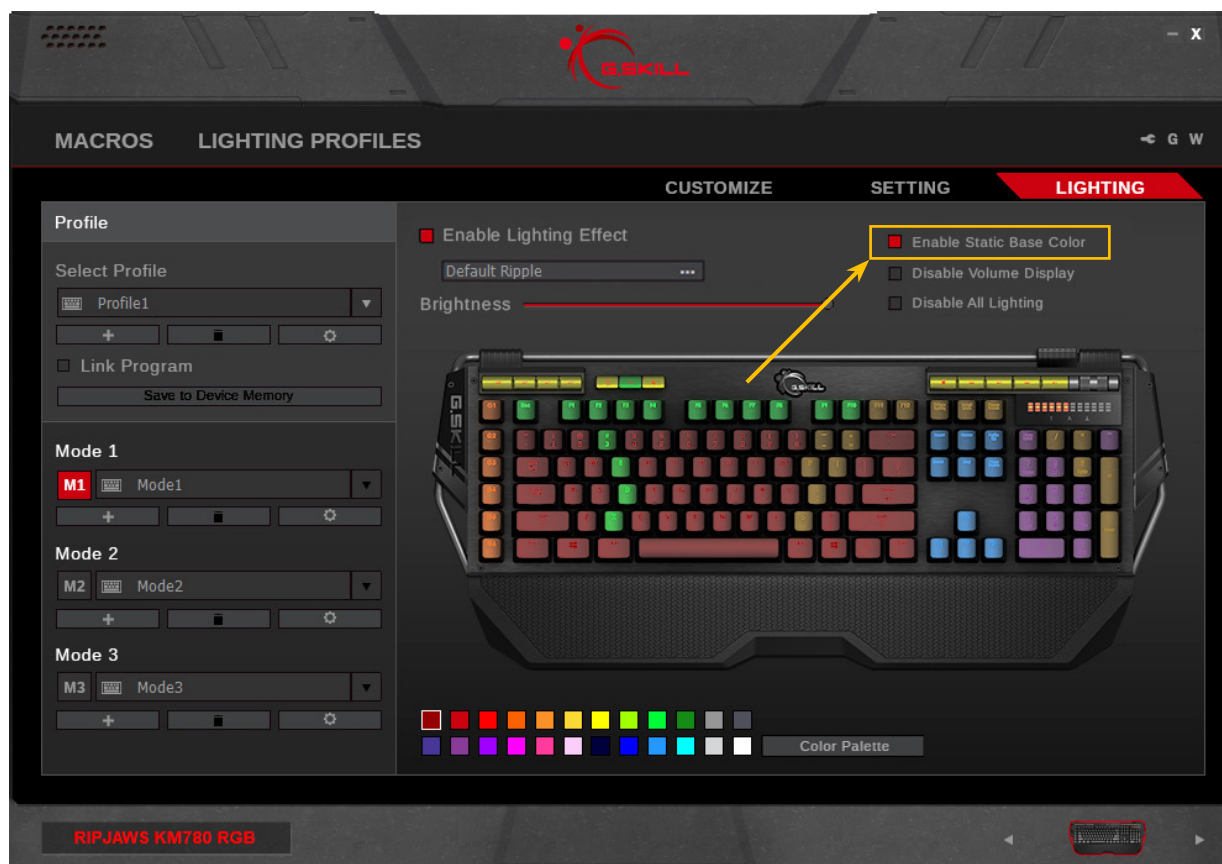 G.SKILL
X
MACROS LIGHTING PROFILES G W
CUSTOMIZE SETTING LIGHTING
Profile
Select Profile
Profile1
Link Program
Save to Device Memory
Mode 1
M1 Mode1
Mode 2
M2 Mode2
Mode 3
M3 Mode3
Enable Lighting Effect
Default Ripple
Brightness
Enable Static Base Color
Disable Volume Display
Disable All Lighting
G.SKILL
G.SKILL
Color Palette
RIPJAWS KM780 RGB